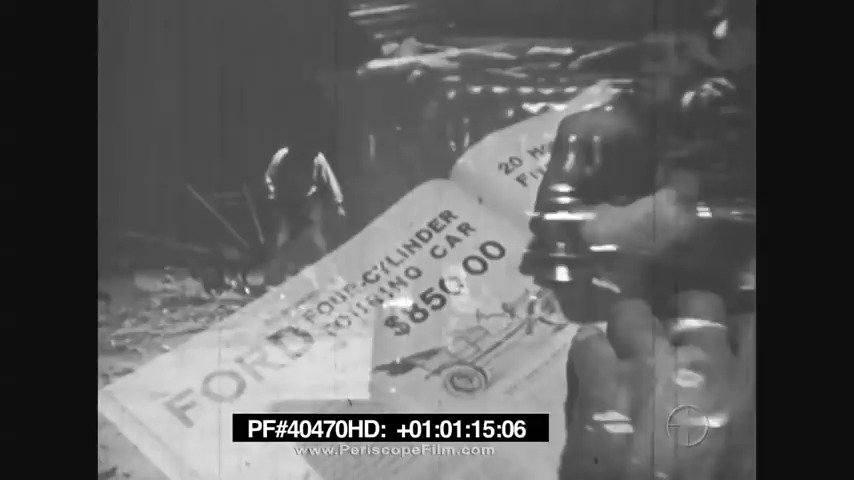 20
FORD
FOUR-CYLINDER
TOURING CAR
$850.00
PF#40470HD: +01:01:15:06
www.PeriscopeFilm.com